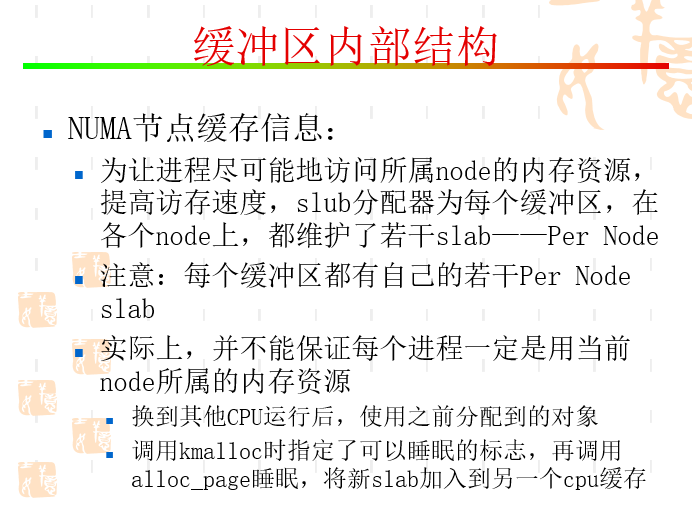 缓冲区内部结构
NUMA节点缓存信息：
为让进程尽可能地访问所属node的内存资源，
提高访存速度，slub分配器为每个缓冲区，在
各个node上，都维护了若干slab——Per Node
注意：每个缓冲区都有自己的若干Per Node
slab
实际上，并不能保证每个进程一定是用当前
node所属的内存资源
换到其他CPU运行后，使用之前分配到的对象
调用kmalloc时指定了可以睡眠的标志，再调用
alloc_page睡眠，将新slab加入到另一个cpu缓存